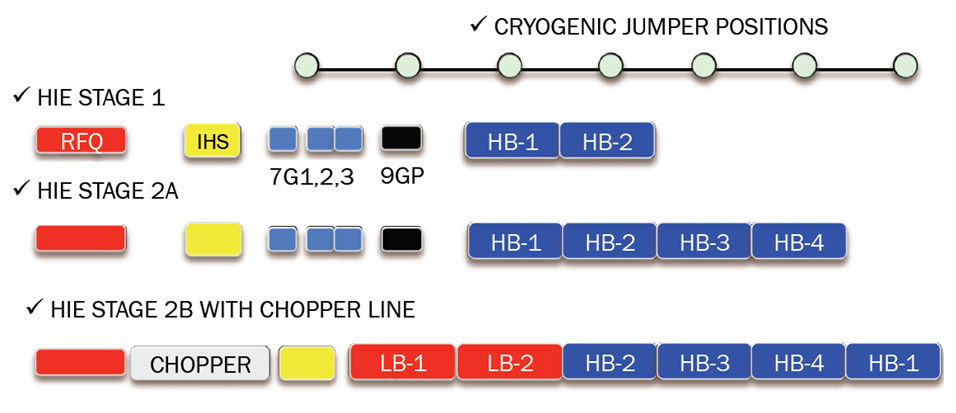 ✓ CRYOGENIC JUMPER POSITIONS
✓ HIE STAGE 1
RFQ IHS HB-1 HB-2
7G1,2,3 9GP
✓ HIE STAGE 2A
HB-1 HB-2 HB-3 HB-4
✓ HIE STAGE 2B WITH CHOPPER LINE
CHOPPER LB-1 LB-2 HB-2 HB-3 HB-4 HB-1